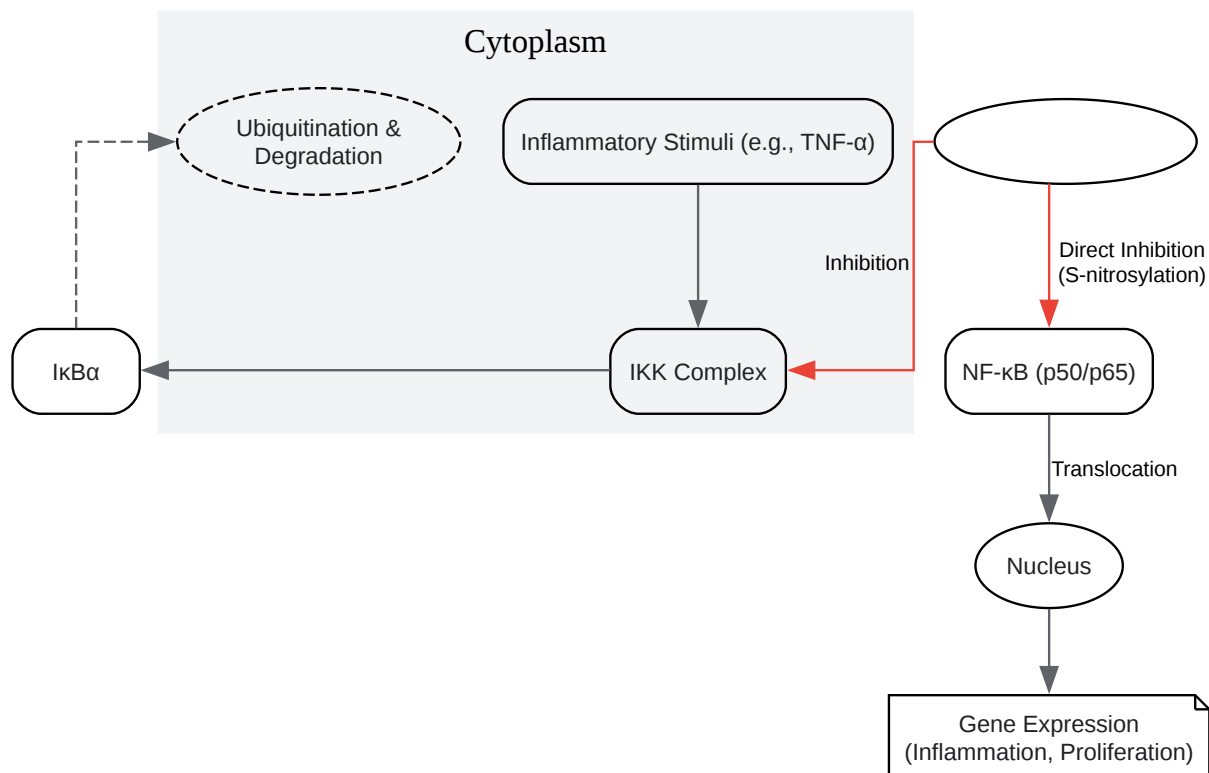 Cytoplasm
Ubiquitination &
Degradation
Inflammatory Stimuli (e.g., TNF-α)
Inhibition
Direct Inhibition
(S-nitrosylation)
IκBα
IKK Complex
NF-κB (p50/p65)
Translocation
Nucleus
Gene Expression
(Inflammation, Proliferation)